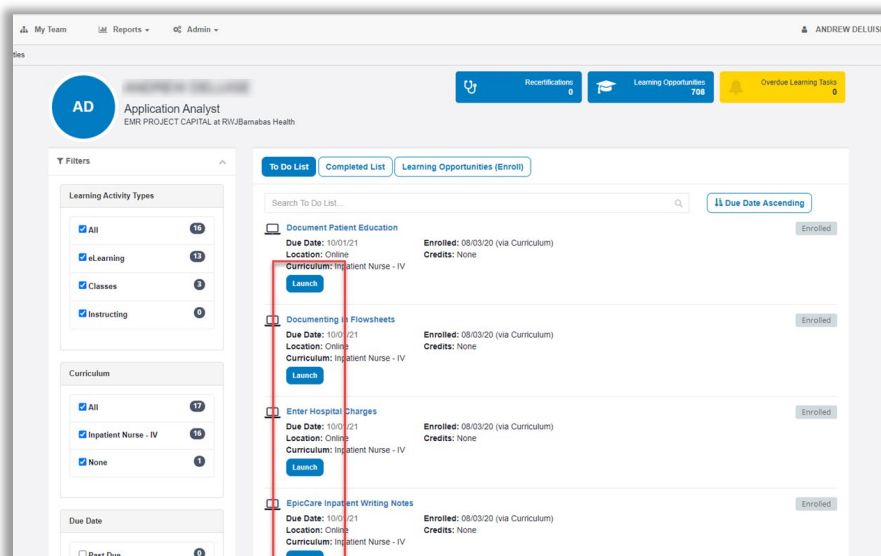 My Team Reports Admin ANDREW DELUIS
ties
AD
Application Analyst
EMR PROJECT CAPITAL at RWJBarnabas Health
Recertifications
0
Learning Opportunities
708
Overdue Learning Tasks
0
Filters
Learning Activity Types
All 16
eLearning 13
Classes 3
Instructing 0
Curriculum
All 17
Inpatient Nurse - IV 16
None 1
Due Date
Past Due 0
To Do List Completed List Learning Opportunities (Enroll)
Search To Do List... Due Date Ascending
Document Patient Education Enrolled
Due Date: 10/01/21 Enrolled: 08/03/20 (via Curriculum)
Location: Online Credits: None
Curriculum: Inpatient Nurse - IV
Launch
Documenting in Flowsheets Enrolled
Due Date: 10/01/21 Enrolled: 08/03/20 (via Curriculum)
Location: Online Credits: None
Curriculum: Inpatient Nurse - IV
Launch
Enter Hospital Charges Enrolled
Due Date: 10/01/21 Enrolled: 08/03/20 (via Curriculum)
Location: Online Credits: None
Curriculum: Inpatient Nurse - IV
Launch
EpicCare Inpatient Writing Notes Enrolled
Due Date: 10/01/21 Enrolled: 08/03/20 (via Curriculum)
Location: Online Credits: None
Curriculum: Inpatient Nurse - IV